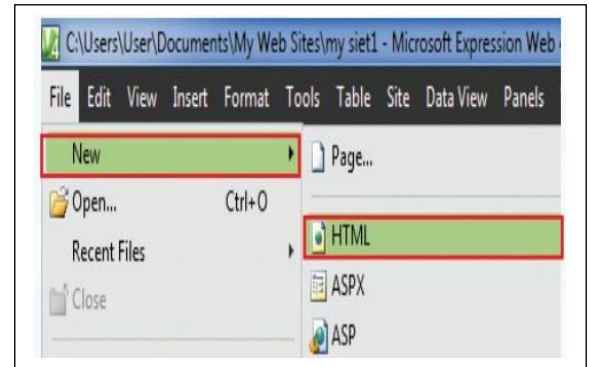 C:\Users\User\Documents\My Web Sites\my siet1 - Microsoft Expression Web
File Edit View Insert Format Tools Table Site Data View Panels
New
Page...
Open... Ctrl+O
HTML
Recent Files
ASPX
Close
ASP